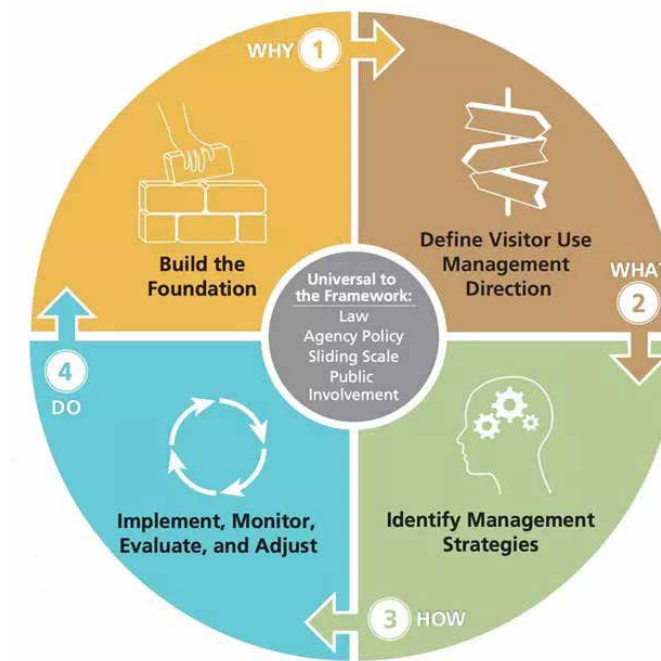 WHY 1
Build the
Foundation
Define Visitor Use
Management
Direction
WHAT
2
Universal to
the Framework:
Law
Agency Policy
Sliding Scale
Public
Involvement
4
DO
Implement, Monitor,
Evaluate, and Adjust
Identify Management
Strategies
3 HOW